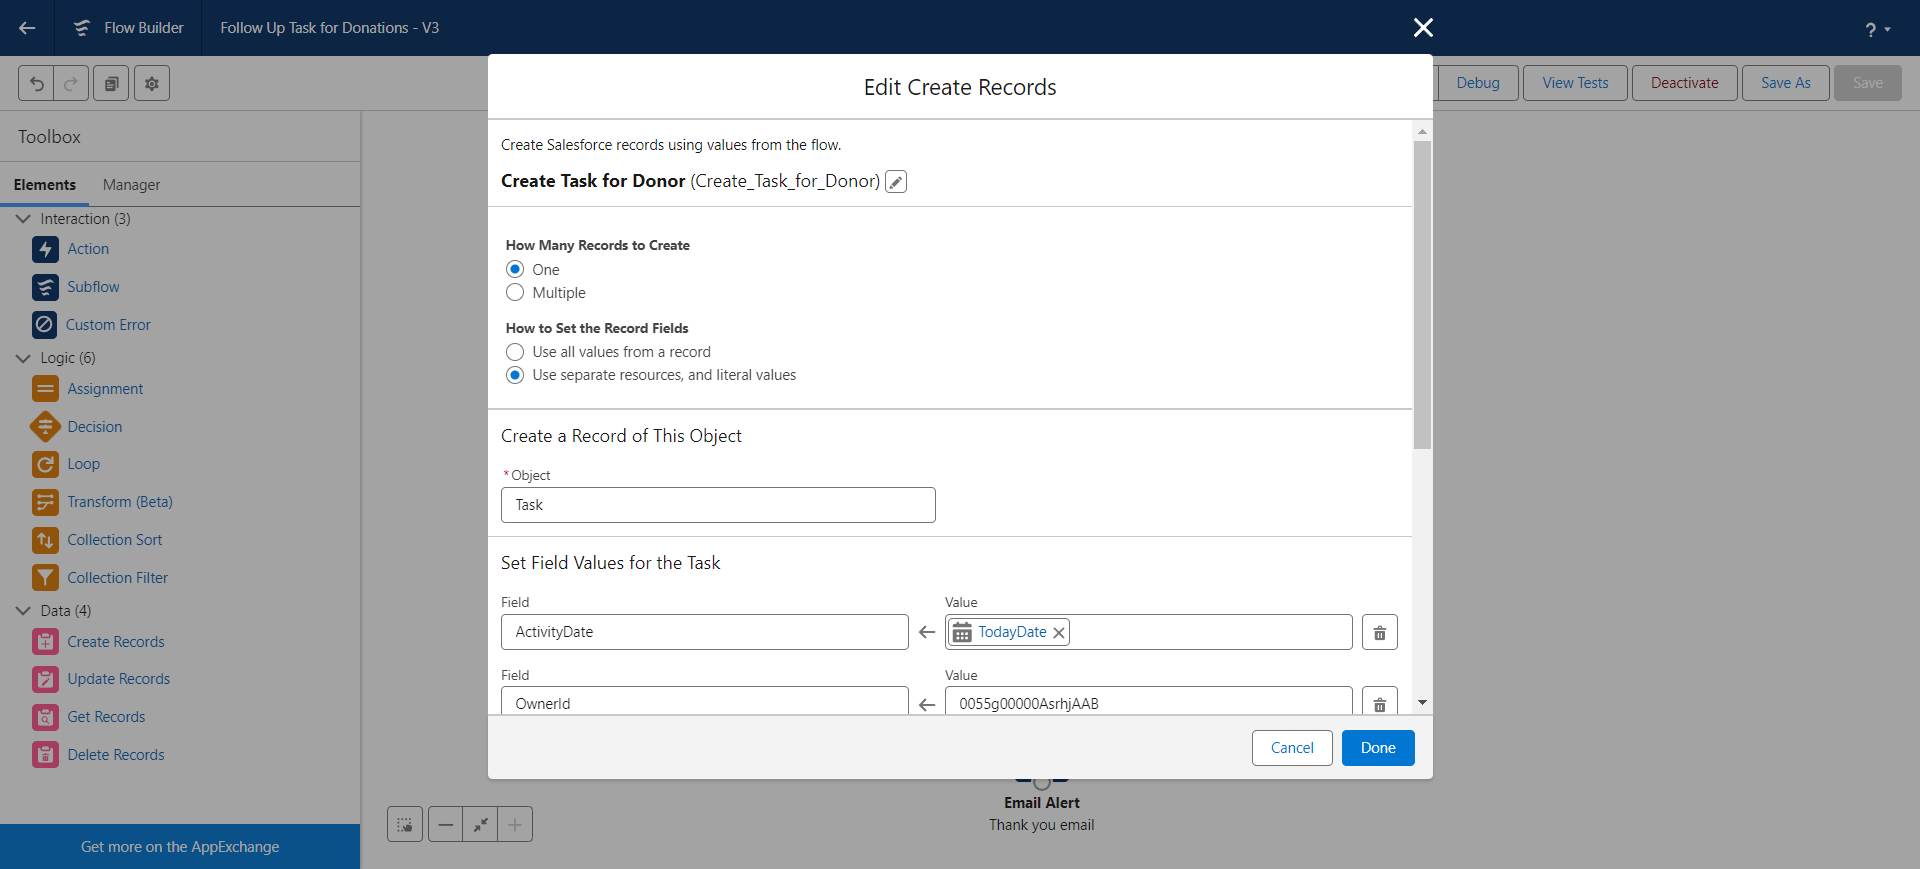 Flow Builder
Follow Up Task for Donations - V3
?
Debug
View Tests
Deactivate
Save As
Save
Toolbox
Elements
Manager
Interaction (3)
Action
Subflow
Custom Error
Logic (6)
Assignment
Decision
Loop
Transform (Beta)
Collection Sort
Collection Filter
Data (4)
Create Records
Update Records
Get Records
Delete Records
Get more on the AppExchange
Edit Create Records
Create Salesforce records using values from the flow.
Create Task for Donor (Create_Task_for_Donor)
How Many Records to Create
One
Multiple
How to Set the Record Fields
Use all values from a record
Use separate resources, and literal values
Create a Record of This Object
*Object
Task
Set Field Values for the Task
Field
Value
ActivityDate
TodayDate
Field
Value
OwnerId
0055g00000AsrhjAAB
Cancel
Done
Email Alert
Thank you email